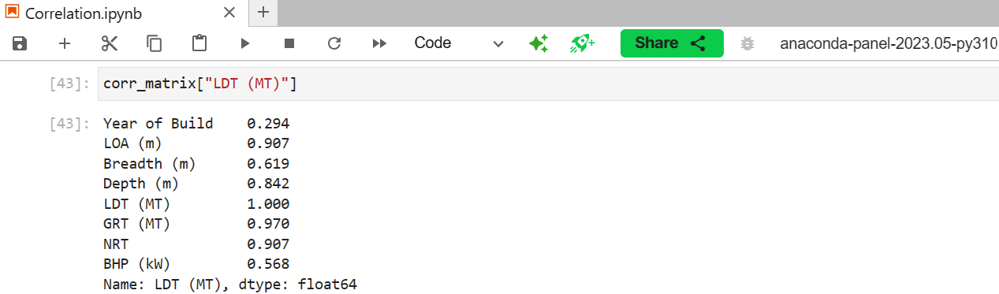 Correlation.ipynb
Code Share anaconda-panel-2023.05-py310
[43]: corr_matrix["LDT (MT)"]
[43]: Year of Build    0.294
LOA (m)          0.907
Breadth (m)      0.619
Depth (m)        0.842
LDT (MT)         1.000
GRT (MT)         0.970
NRT              0.907
BHP (kW)         0.568
Name: LDT (MT), dtype: float64